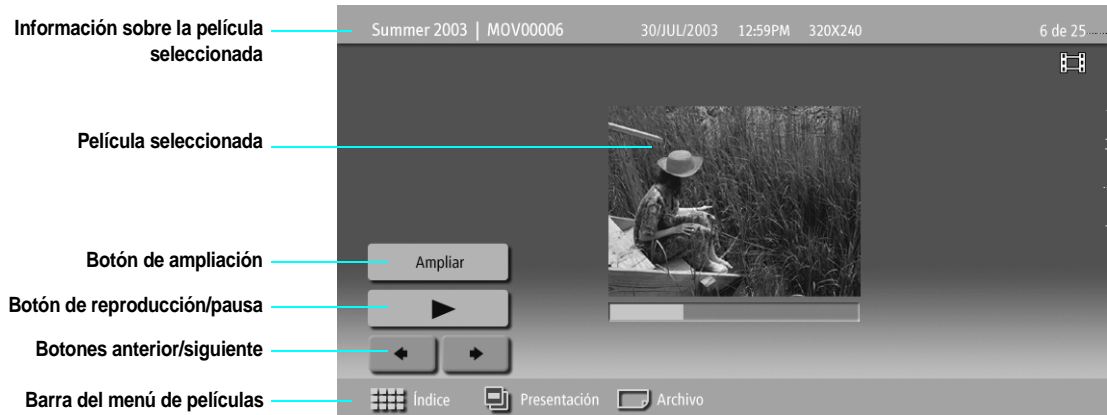 Información sobre la película
seleccionada
Summer 2003 | MOV00006 30/JUL/2003 12:59PM 320X240 6 de 25
Película seleccionada
Botón de ampliación
Ampliar
Botón de reproducción/pausa
Botones anterior/siguiente
Barra del menú de películas
Índice Presentación Archivo